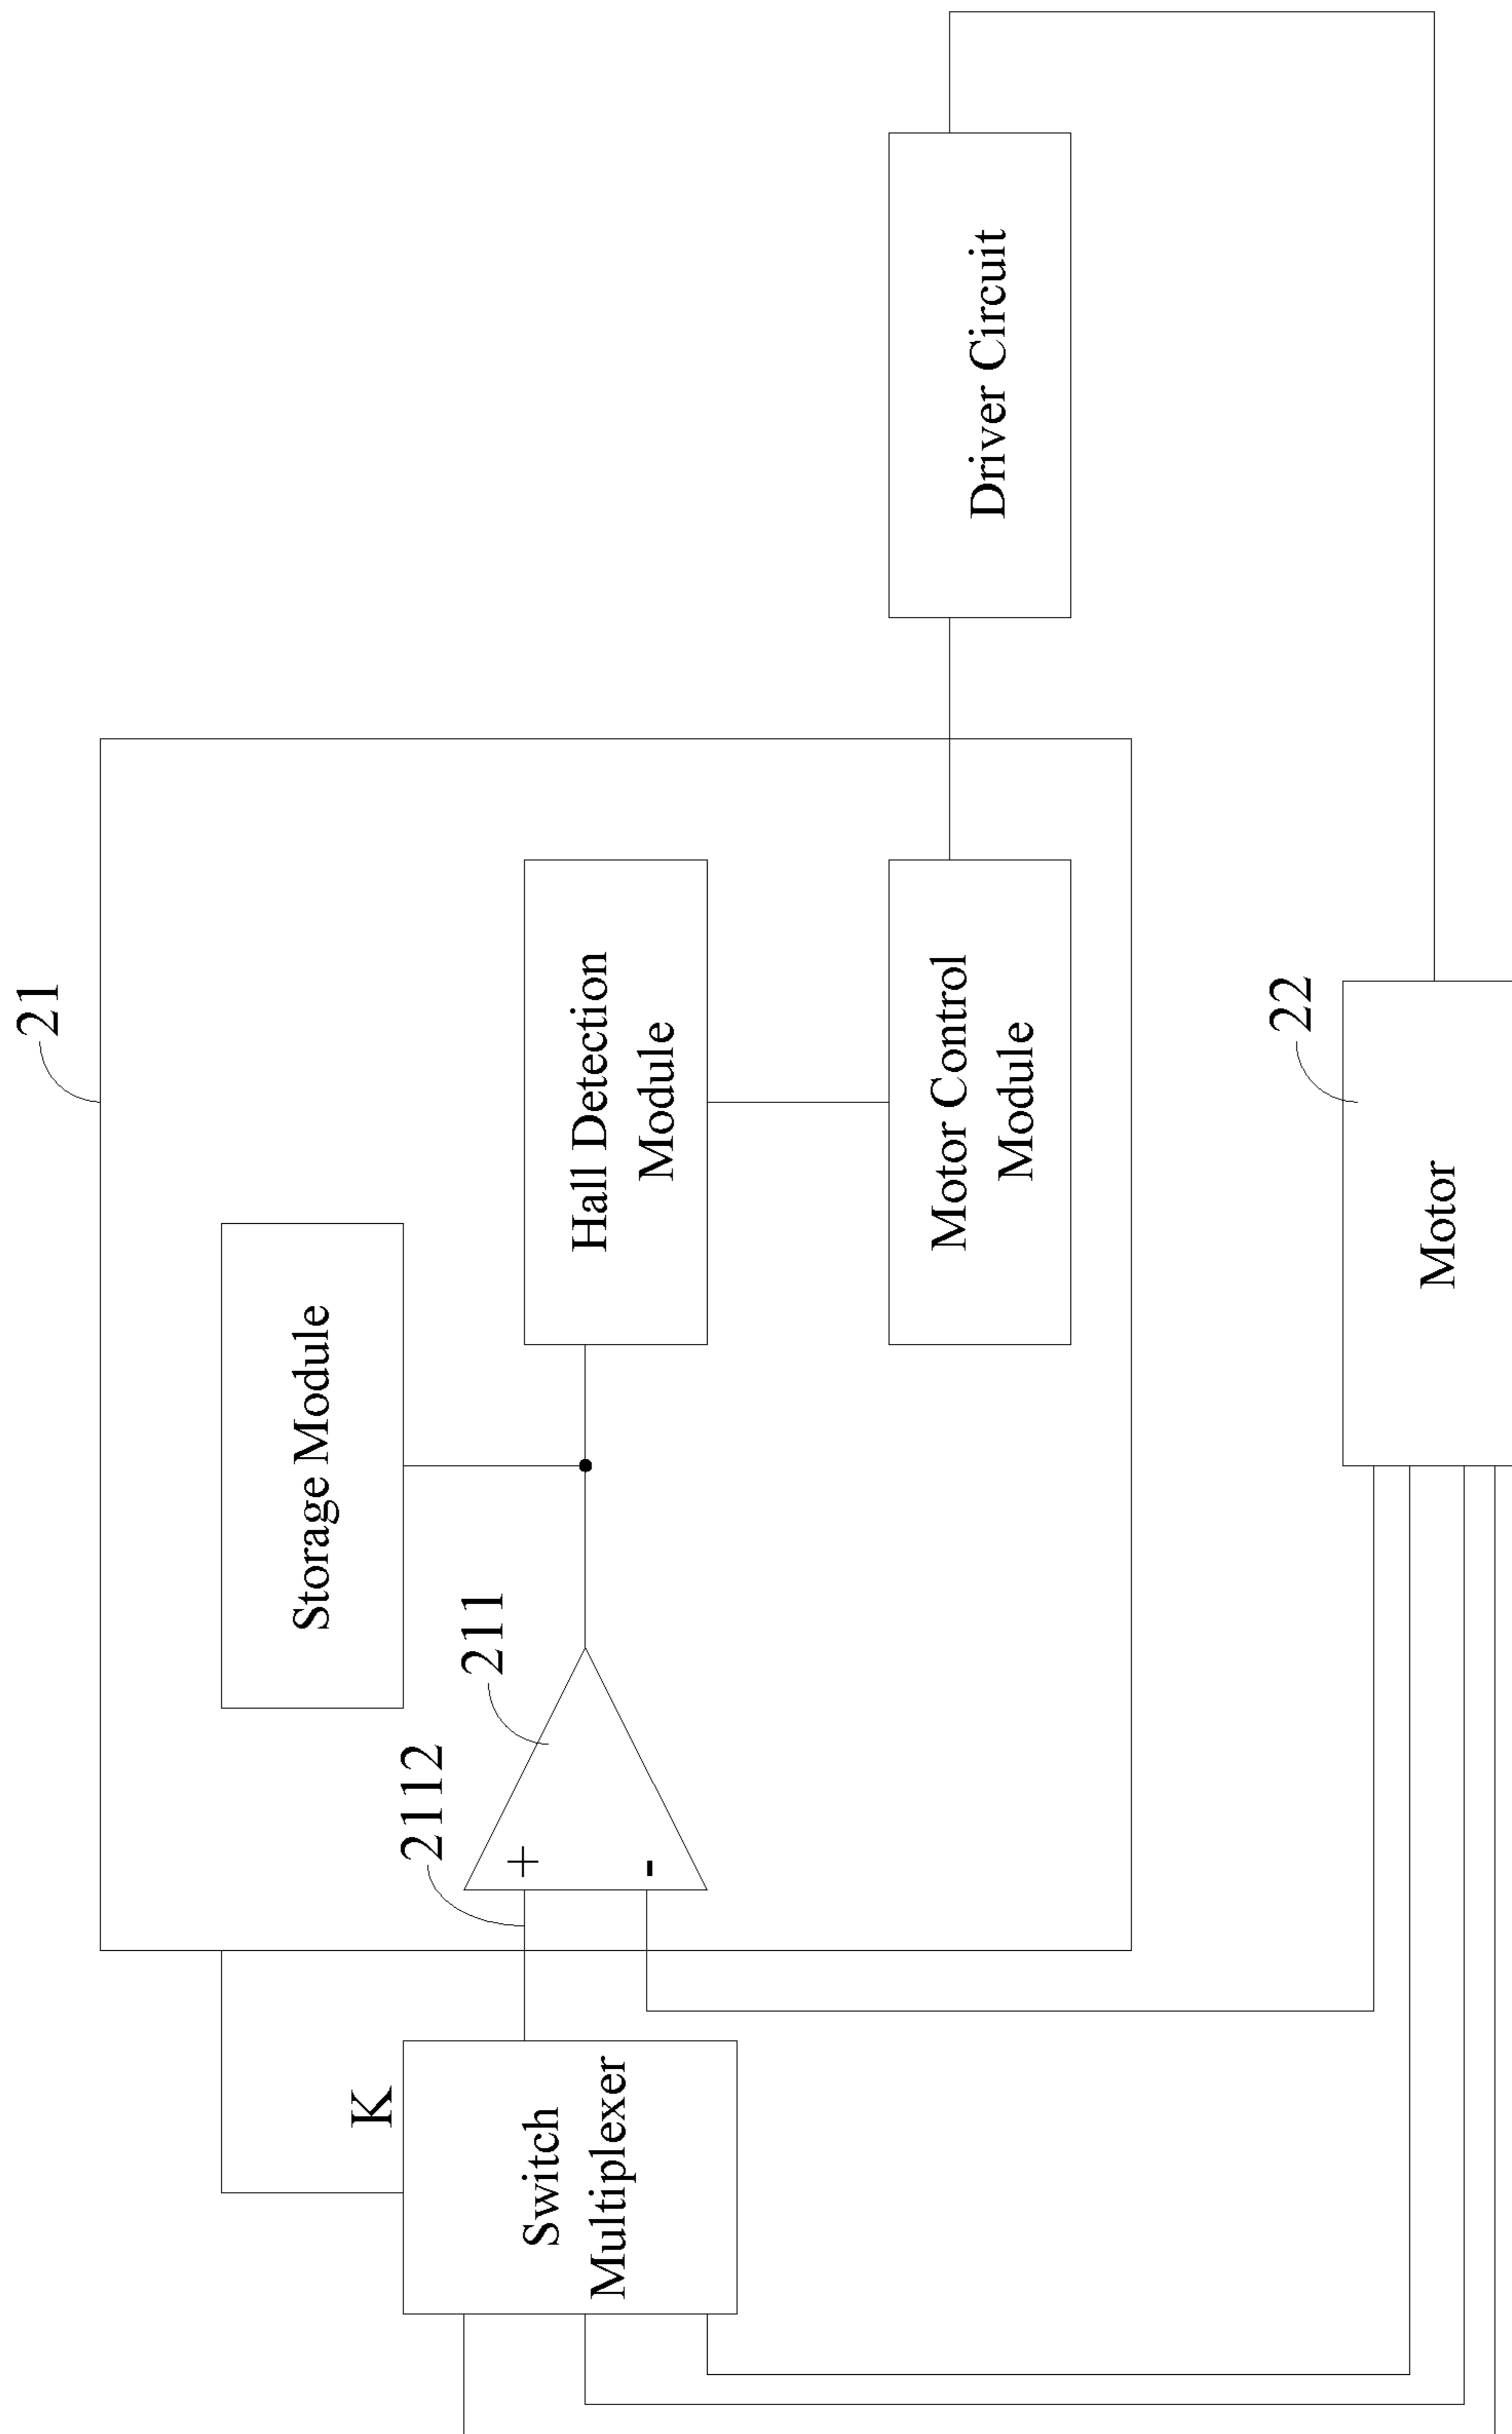 21
Storage Module
211
2112
+
-
Hall Detection
Module
Motor Control
Module
Driver Circuit
K
Switch
Multiplexer
22
Motor